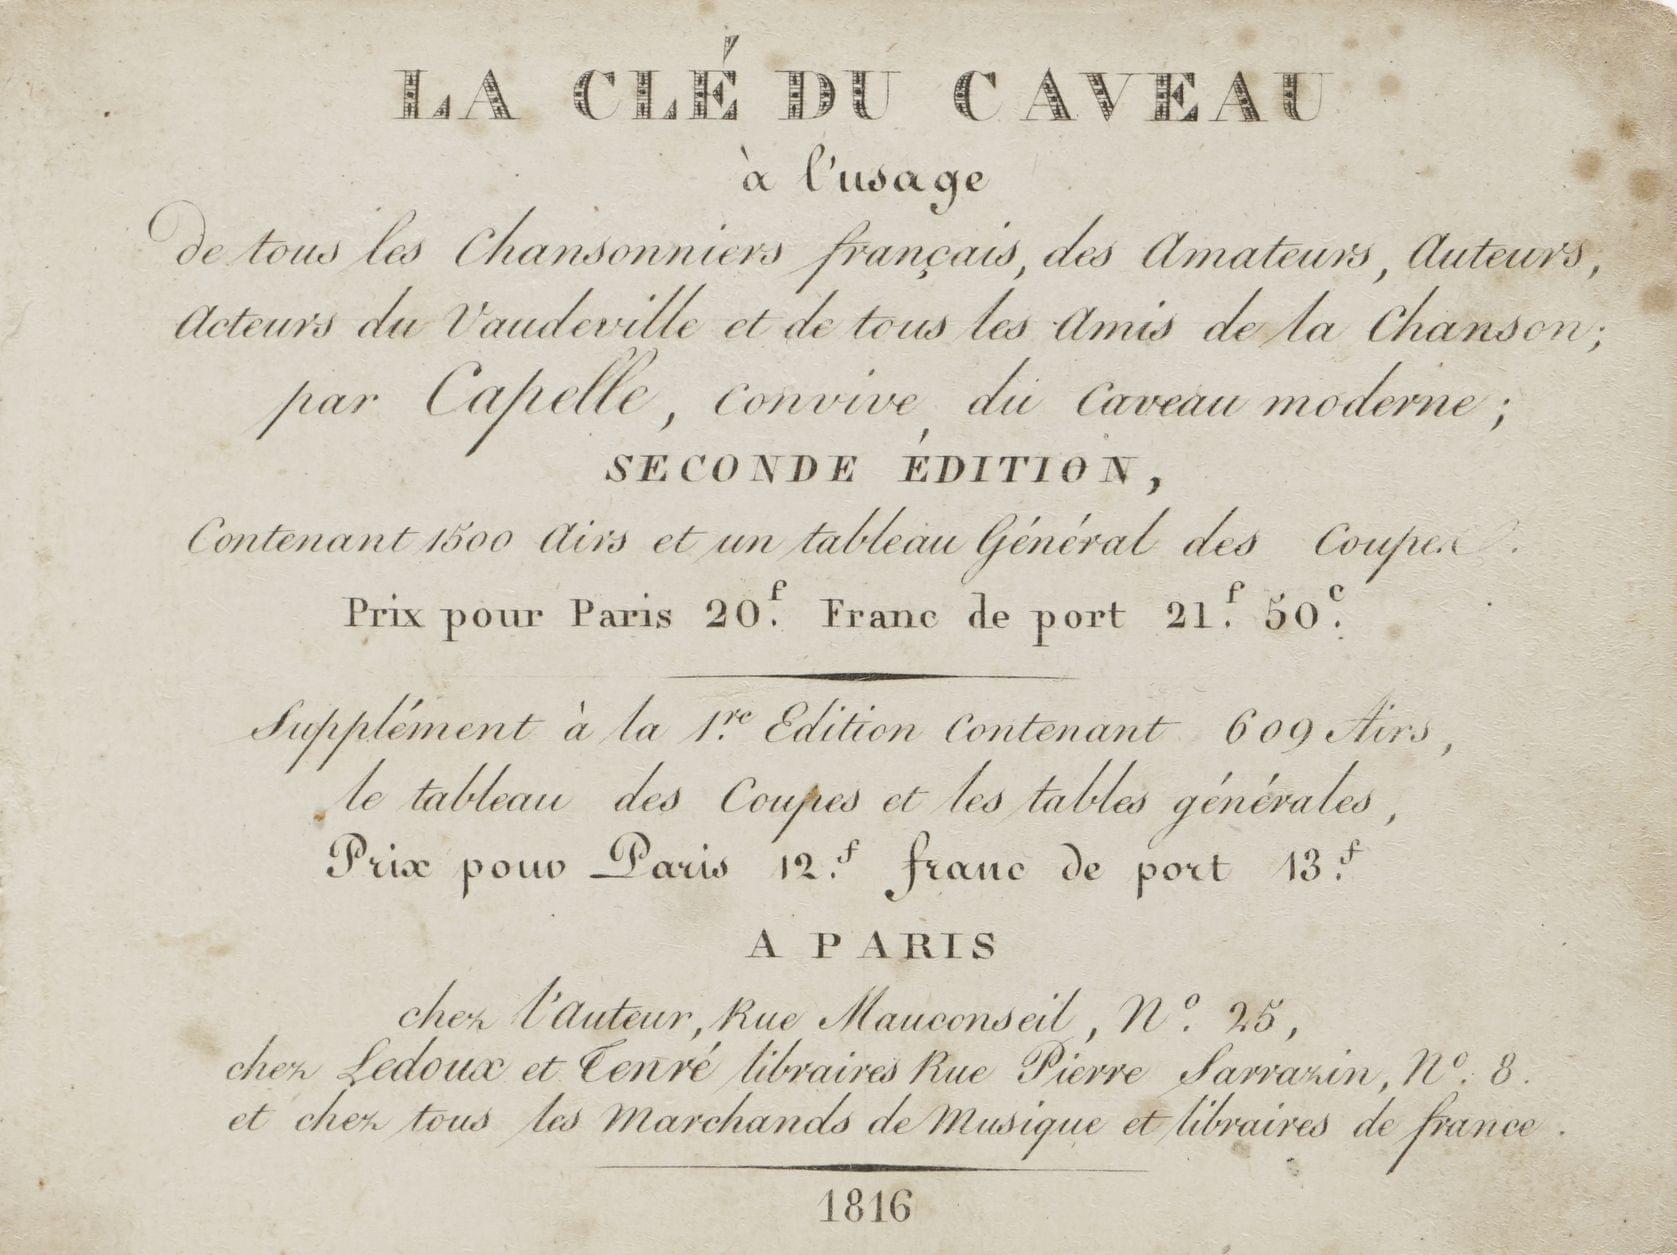 LA CLÉ DU CAVEAU
à l'usage
de tous les Chansonniers français, des Amateurs, Auteurs,
Acteurs du Vaudeville et de tous les Amis de la Chanson;
par Capelle, Convive du Caveau moderne;
SECONDE ÉDITION,
Contenant 1500 Airs et un tableau Général des Coupes.
Prix pour Paris 20.f Franc de port 21.f 50.c
Supplément à la 1.re Edition Contenant 609 Airs,
le tableau des Coupes et les tables générales,
Prix pour Paris 12.f franc de port 13.f
A PARIS
chez l'Auteur, Rue Mauconseil, N.o 25,
chez Ledoux et Tenré libraires Rue Pierre Sarrazin, N.o 8.
et chez tous les Marchands de Musique et libraires de france.
1816